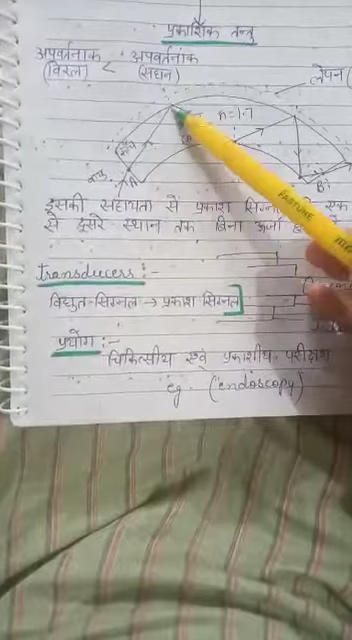 प्रकाशिक तन्तु
अपवर्तनांक < अपवर्तनांक
(विरल) (सघन)
लेपन
n=1.7
A
B
इसकी सहायता से प्रकाश सिग्नल एक
से दूसरे स्थान तक बिना ऊर्जा
transducers:-
विद्युत-सिग्नल → प्रकाश सिग्नल
प्रयोग :-
चिकित्सीय एवं प्रकाशीय परीक्षण
eg. (endoscopy)